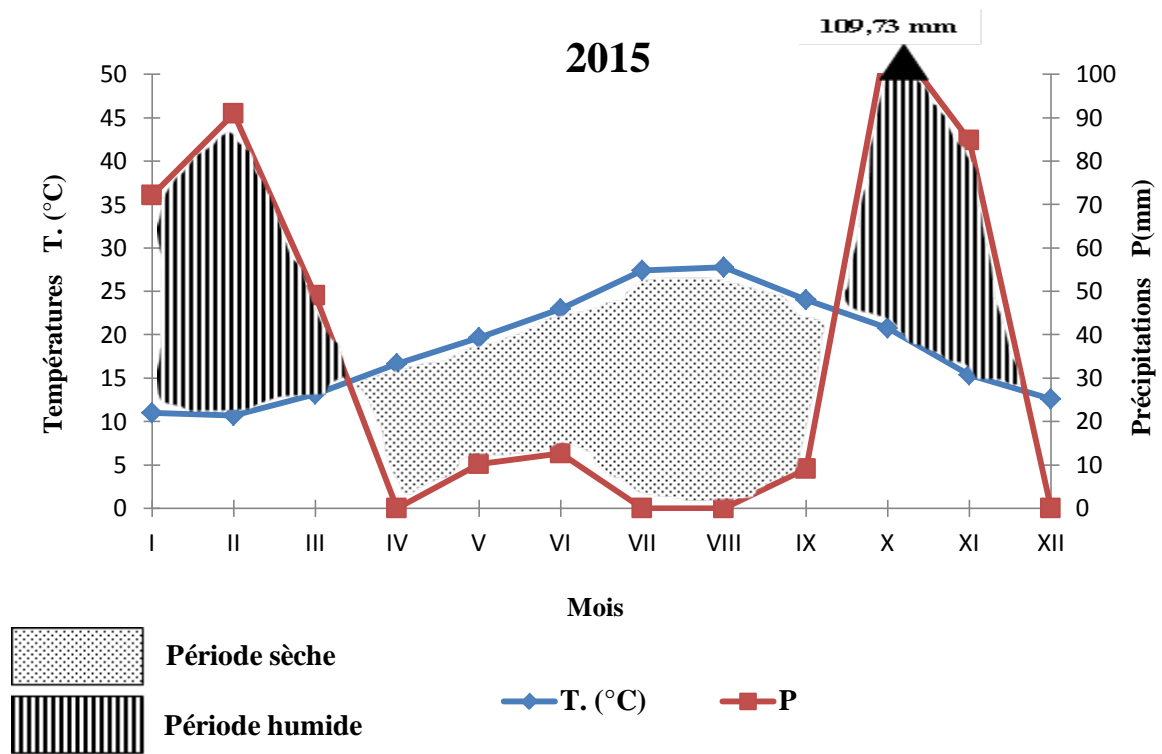 109,73 mm
2015
Températures T. (°C)
50
45
40
35
30
25
20
15
10
5
0
100
90
80
70
60
50
40
30
20
10
0
Précipitations P(mm)
I II III IV V VI VII VIII IX X XI XII
Mois
Période sèche
Période humide
T. (°C) P